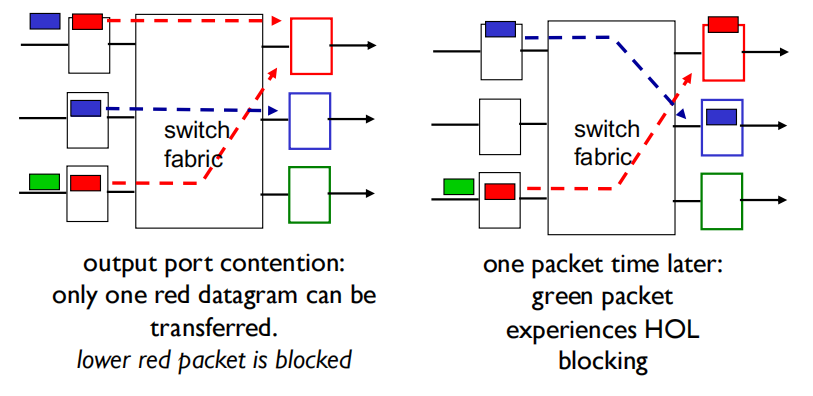 switch
fabric
output port contention:
only one red datagram can be
transferred.
lower red packet is blocked
switch
fabric
one packet time later:
green packet
experiences HOL
blocking